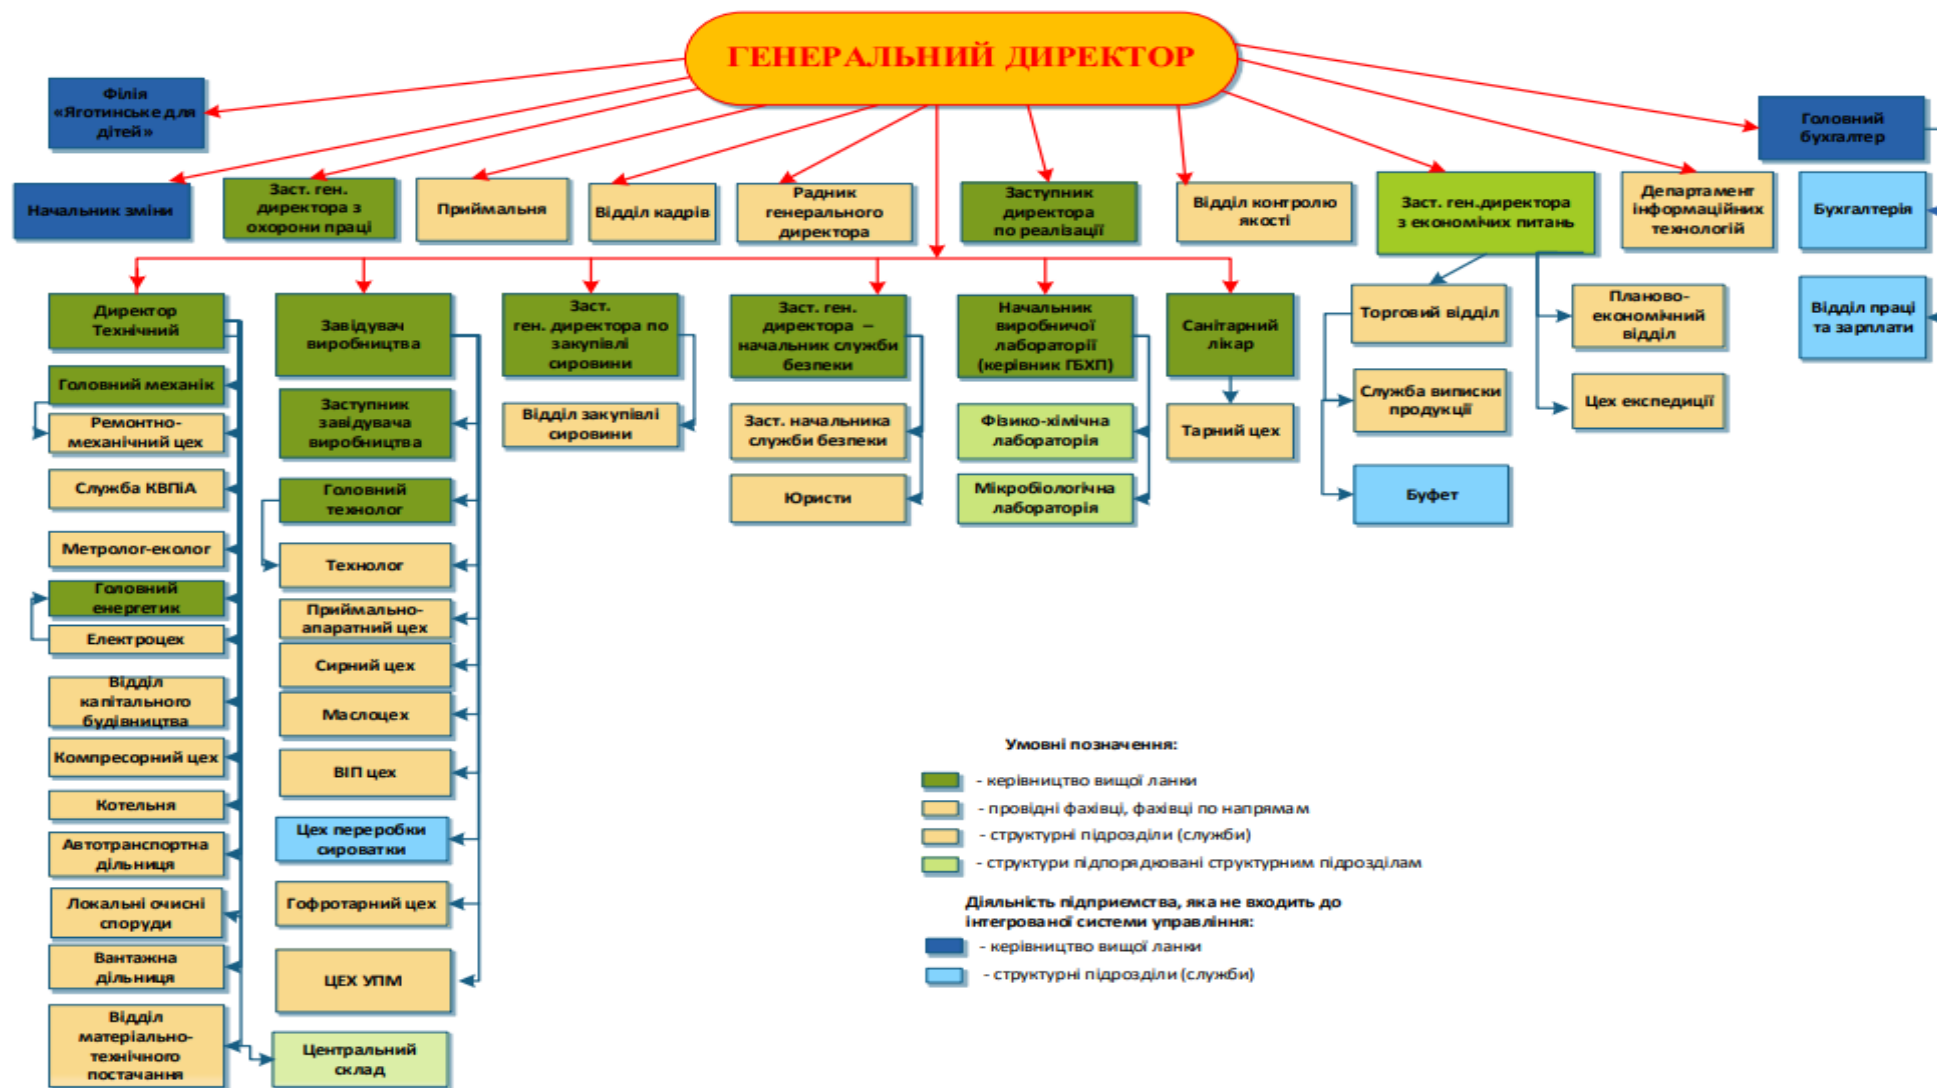 ГЕНЕРАЛЬНИЙ ДИРЕКТОР
Філія
«Яготинське для
дітей»
Головний
бухгалтер
Начальник зміни
Заст. ген.
директора з
охорони праці
Приймальня
Відділ кадрів
Радник
генерального
директора
Заступник
директора
по реалізації
Відділ контролю
якості
Заст. ген.директора
з економічих питань
Департамент
інформаційних
технологій
Бухгалтерія
Директор
Технічний
Завідувач
виробництва
Заст.
ген. директора по
закупівлі
сировини
Заст. ген.
директора –
начальник служби
безпеки
Начальник
виробничої
лабораторії
(керівник ГБХП)
Санітарний
лікар
Торговий відділ
Планово-
економічний
відділ
Відділ праці
та зарплати
Головний механік
Ремонтно-
механічний цех
Служба КВПіА
Метролог-еколог
Головний
енергетик
Електроцех
Відділ
капітального
будівництва
Компресорний цех
Котельня
Автотранспортна
дільниця
Локальні очисні
споруди
Вантажна
дільниця
Відділ
матеріально-
технічного
постачання
Заступник
завідувача
виробництва
Головний
технолог
Технолог
Приймально-
апаратний цех
Сирний цех
Маслоцех
ВІП цех
Цех переробки
сироватки
Гофротарний цех
ЦЕХ УПМ
Центральний
склад
Відділ закупівлі
сировини
Заст. начальника
служби безпеки
Юристи
Фізико-хімічна
лабораторія
Мікробіологічна
лабораторія
Тарний цех
Служба виписки
продукції
Буфет
Цех експедиції
Умовні позначення:
- керівництво вищої ланки
- провідні фахівці, фахівці по напрямам
- структурні підрозділи (служби)
- структури підпорядковані структурним підрозділам
Діяльність підприємства, яка не входить до
інтегрованої системи управління:
- керівництво вищої ланки
- структурні підрозділи (служби)